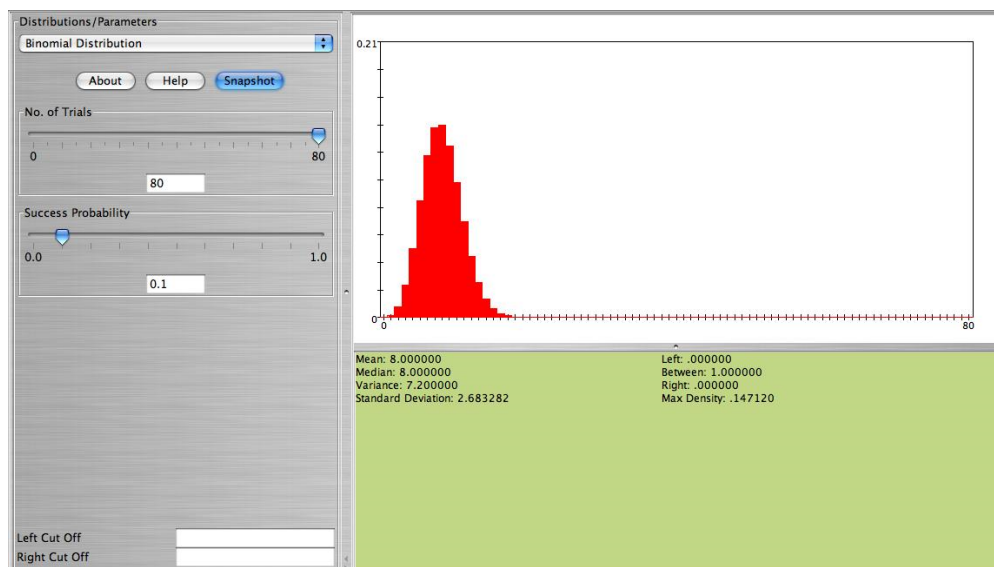 Distributions/Parameters
Binomial Distribution
About Help Snapshot
No. of Trials
0 80
80
Success Probability
0.0 1.0
0.1
Left Cut Off
Right Cut Off
0.21
0
0 80
Mean: 8.000000
Median: 8.000000
Variance: 7.200000
Standard Deviation: 2.683282
Left: .000000
Between: 1.000000
Right: .000000
Max Density: .147120